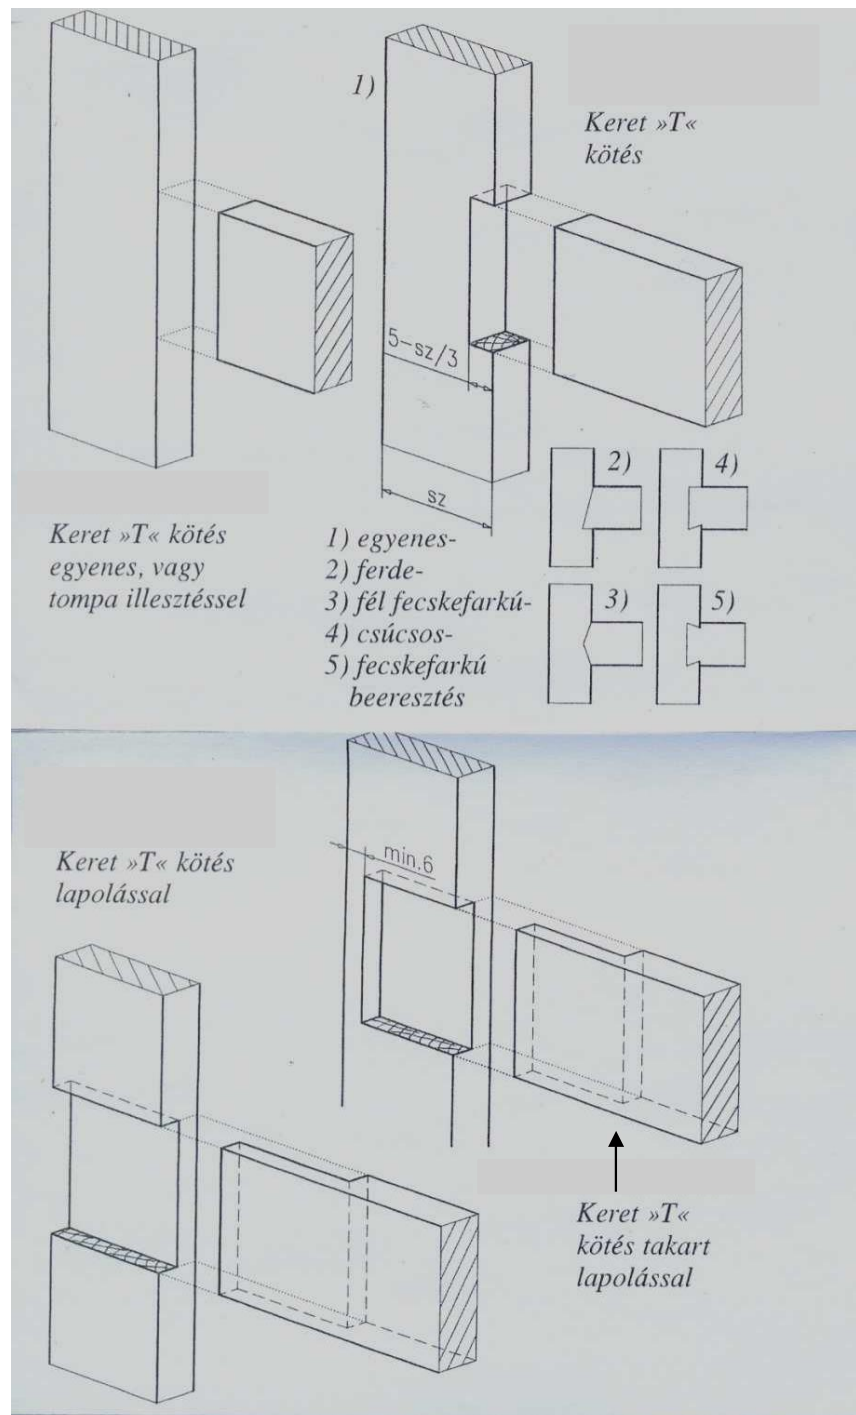 1)
Keret »T«
kötés
5-sz/3
sz
Keret »T« kötés
egyenes, vagy
tompa illesztéssel
1) egyenes-
2) ferde-
3) fél fecskefarkú-
4) csúcsos-
5) fecskefarkú
beeresztés
2)
4)
3)
5)
Keret »T« kötés
lapolással
min.6
Keret »T«
kötés takart
lapolással